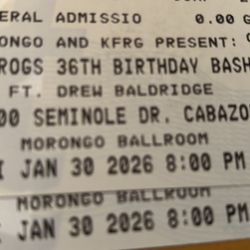 ERAL ADMISSIO 0.00 G
ONGO AND KFRG PRESENT:
ROGS 36TH BIRTHDAY BASH
FT. DREW BALDRIDGE
00 SEMINOLE DR. CABAZO
MORONGO BALLROOM
I JAN 30 2026 8:00 PM
MORONGO BALLROOM
JAN 30 2026 8:00 PM